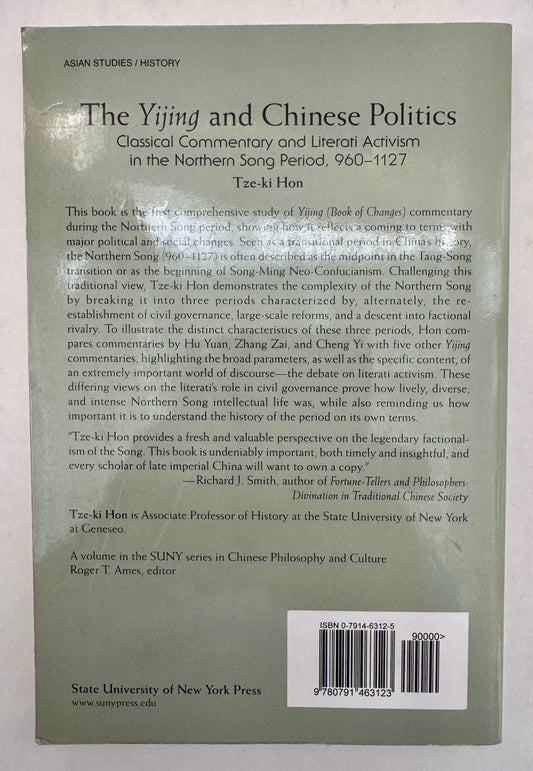 ASIAN STUDIES / HISTORY
The Yijing and Chinese Politics
Classical Commentary and Literati Activism
in the Northern Song Period, 960–1127
Tze-ki Hon
This book is the first comprehensive study of Yijing (Book of Changes) commentary
during the Northern Song period, showing how it reflects a coming to terms with
major political and social changes. Seen as a transitional period in China's history,
the Northern Song (960–1127) is often described as the midpoint in the Tang-Song
transition or as the beginning of Song-Ming Neo-Confucianism. Challenging this
traditional view, Tze-ki Hon demonstrates the complexity of the Northern Song
by breaking it into three periods characterized by, alternately, the re-
establishment of civil governance, large-scale reforms, and a descent into factional
rivalry. To illustrate the distinct characteristics of these three periods, Hon com-
pares commentaries by Hu Yuan, Zhang Zai, and Cheng Yi with five other Yijing
commentaries, highlighting the broad parameters, as well as the specific content, of
an extremely important world of discourse—the debate on literati activism. These
differing views on the literati's role in civil governance prove how lively, diverse,
and intense Northern Song intellectual life was, while also reminding us how
important it is to understand the history of the period on its own terms.
"Tze-ki Hon provides a fresh and valuable perspective on the legendary factional-
ism of the Song. This book is undeniably important, both timely and insightful, and
every scholar of late imperial China will want to own a copy."
—Richard J. Smith, author of Fortune-Tellers and Philosophers:
Divination in Traditional Chinese Society
Tze-ki Hon is Associate Professor of History at the State University of New York
at Geneseo.
A volume in the SUNY series in Chinese Philosophy and Culture
Roger T. Ames, editor
ISBN 0-7914-6312-5
90000>
9 780791 463123
State University of New York Press
www.sunypress.edu